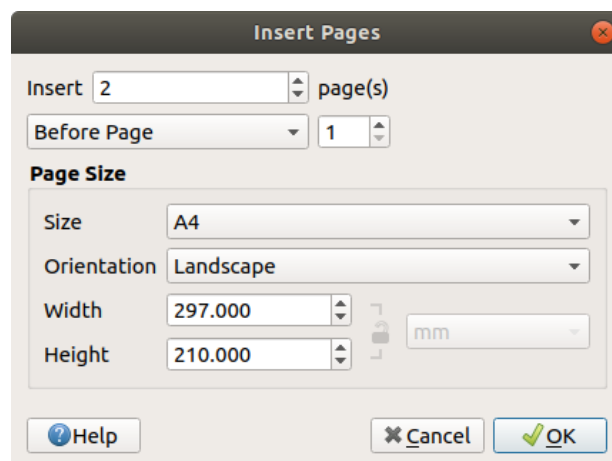 Insert Pages
Insert 2 page(s)
Before Page 1
Page Size
Size A4
Orientation Landscape
Width 297.000
mm
Height 210.000
Help Cancel OK